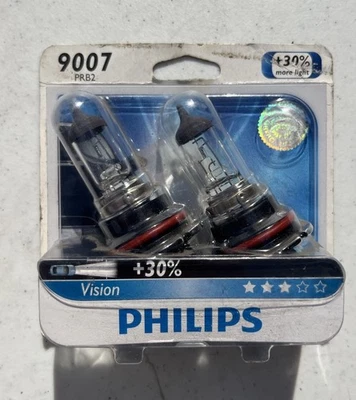 9007
PRB2
+30%
more light
+30%
Vision
PHILIPS